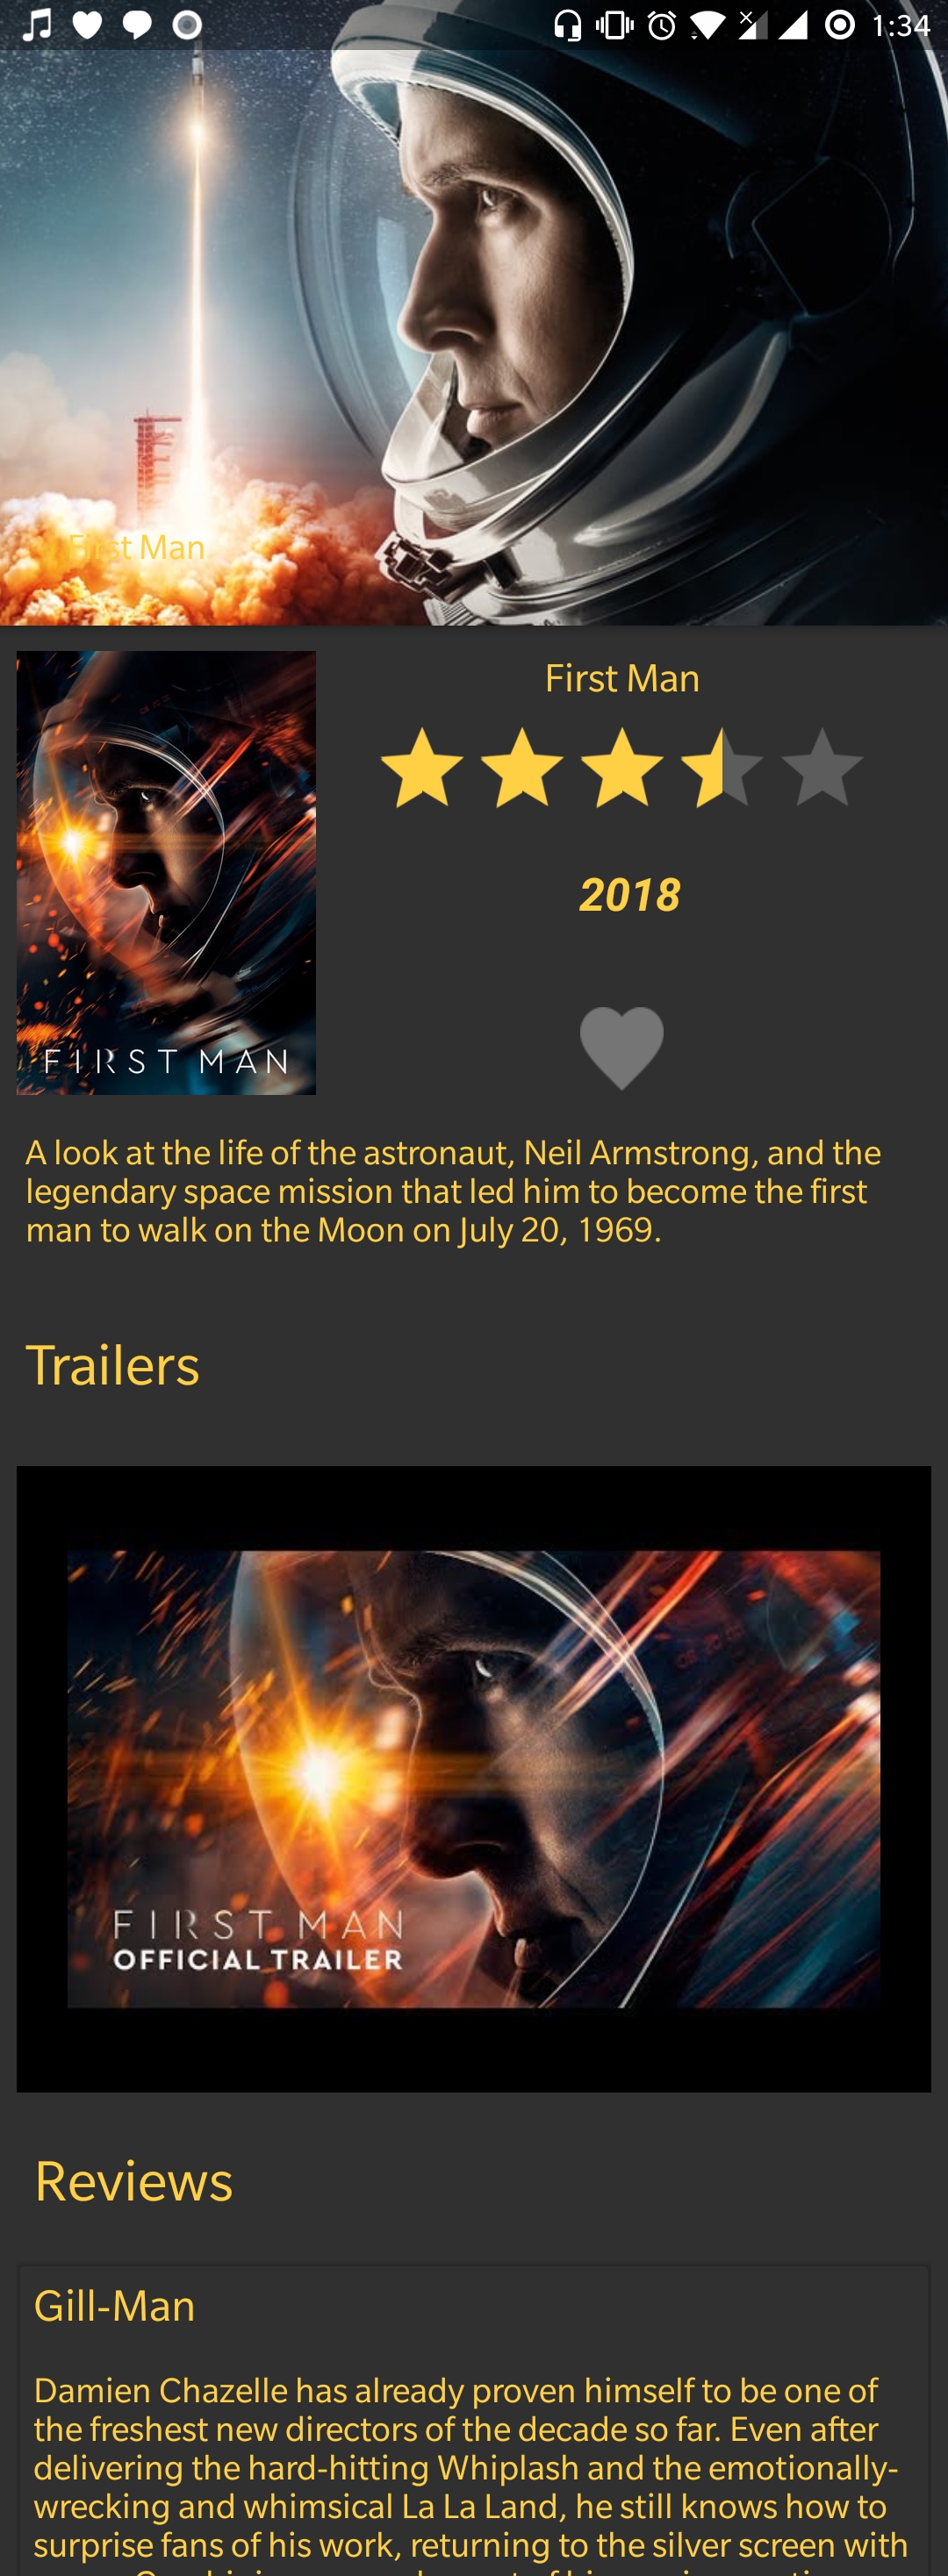 1:34
First Man
First Man
2018
FIRST MAN
A look at the life of the astronaut, Neil Armstrong, and the
legendary space mission that led him to become the first
man to walk on the Moon on July 20, 1969.
Trailers
FIRST MAN
OFFICIAL TRAILER
Reviews
Gill-Man
Damien Chazelle has already proven himself to be one of
the freshest new directors of the decade so far. Even after
delivering the hard-hitting Whiplash and the emotionally-
wrecking and whimsical La La Land, he still knows how to
surprise fans of his work, returning to the silver screen with